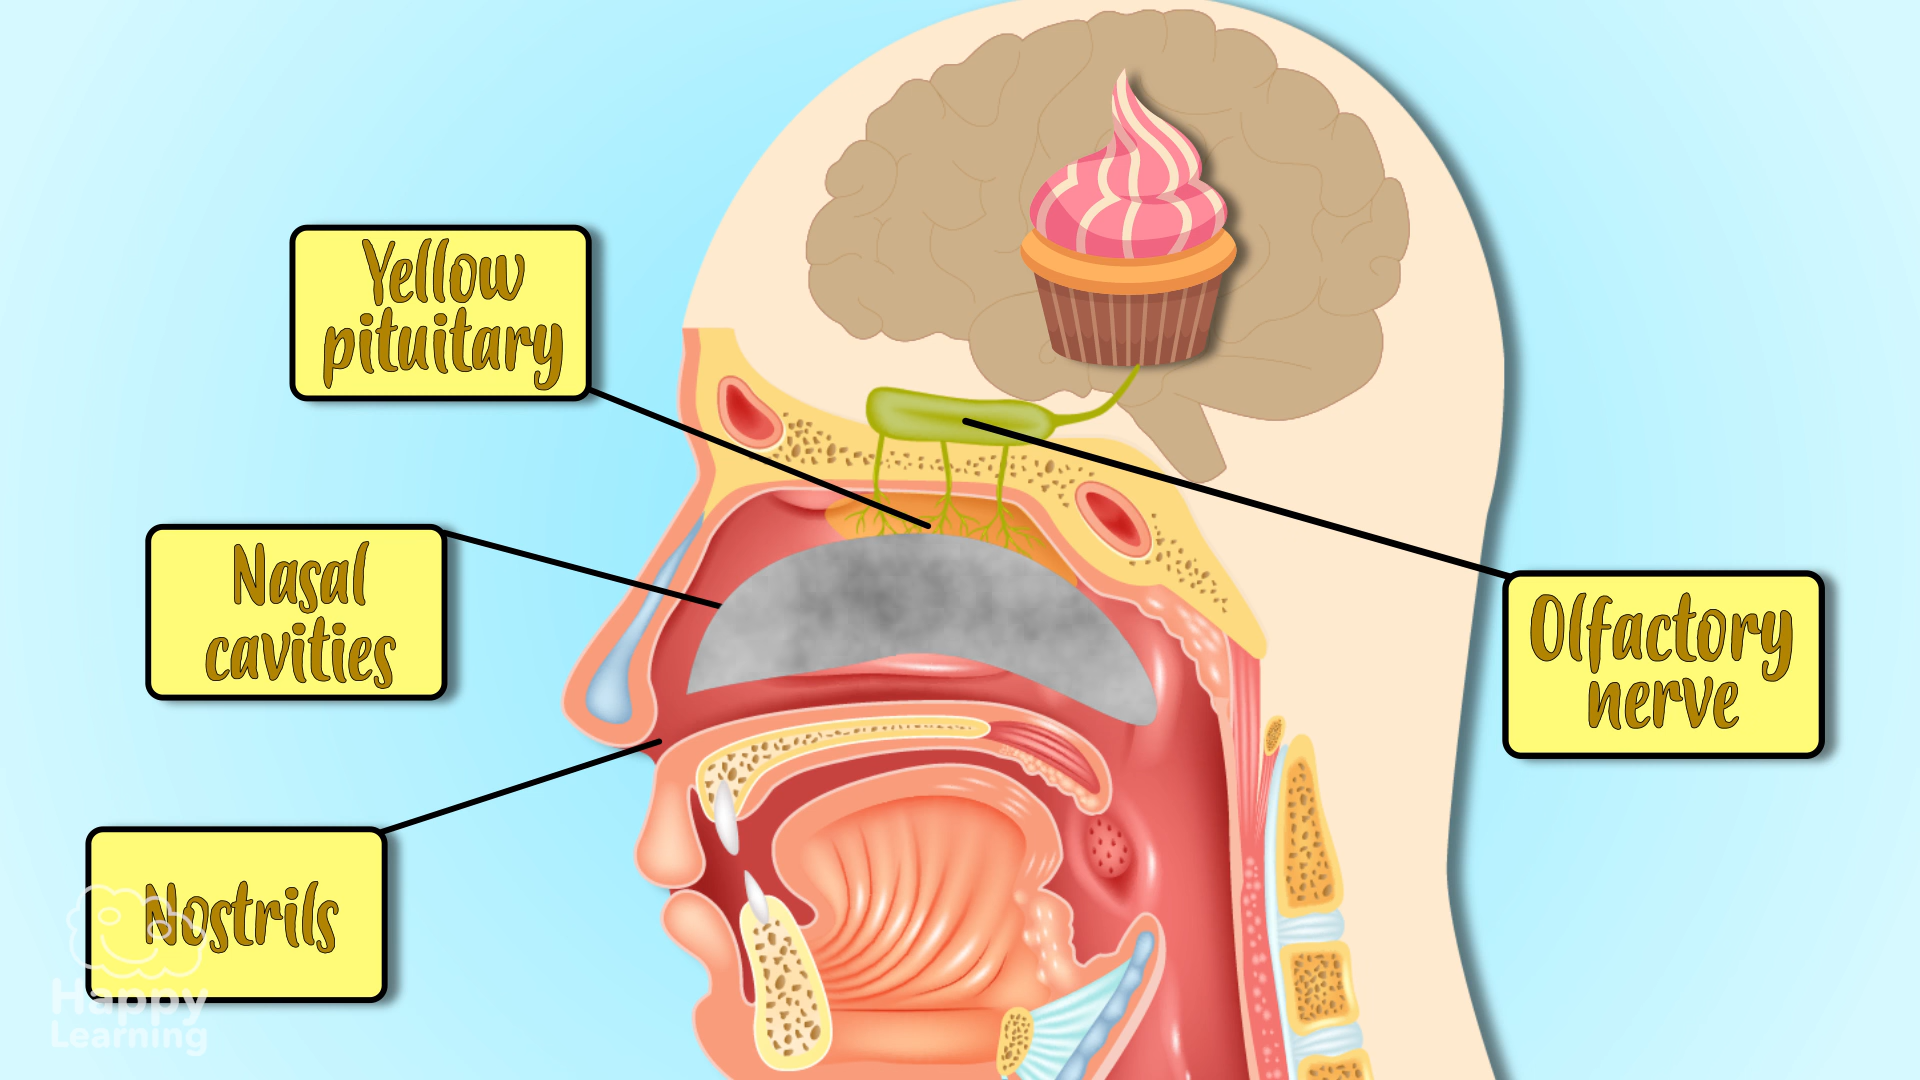 Yellow
pituitary
Nasal
cavities
Olfactory
nerve
Nostrils
Happy
Learning